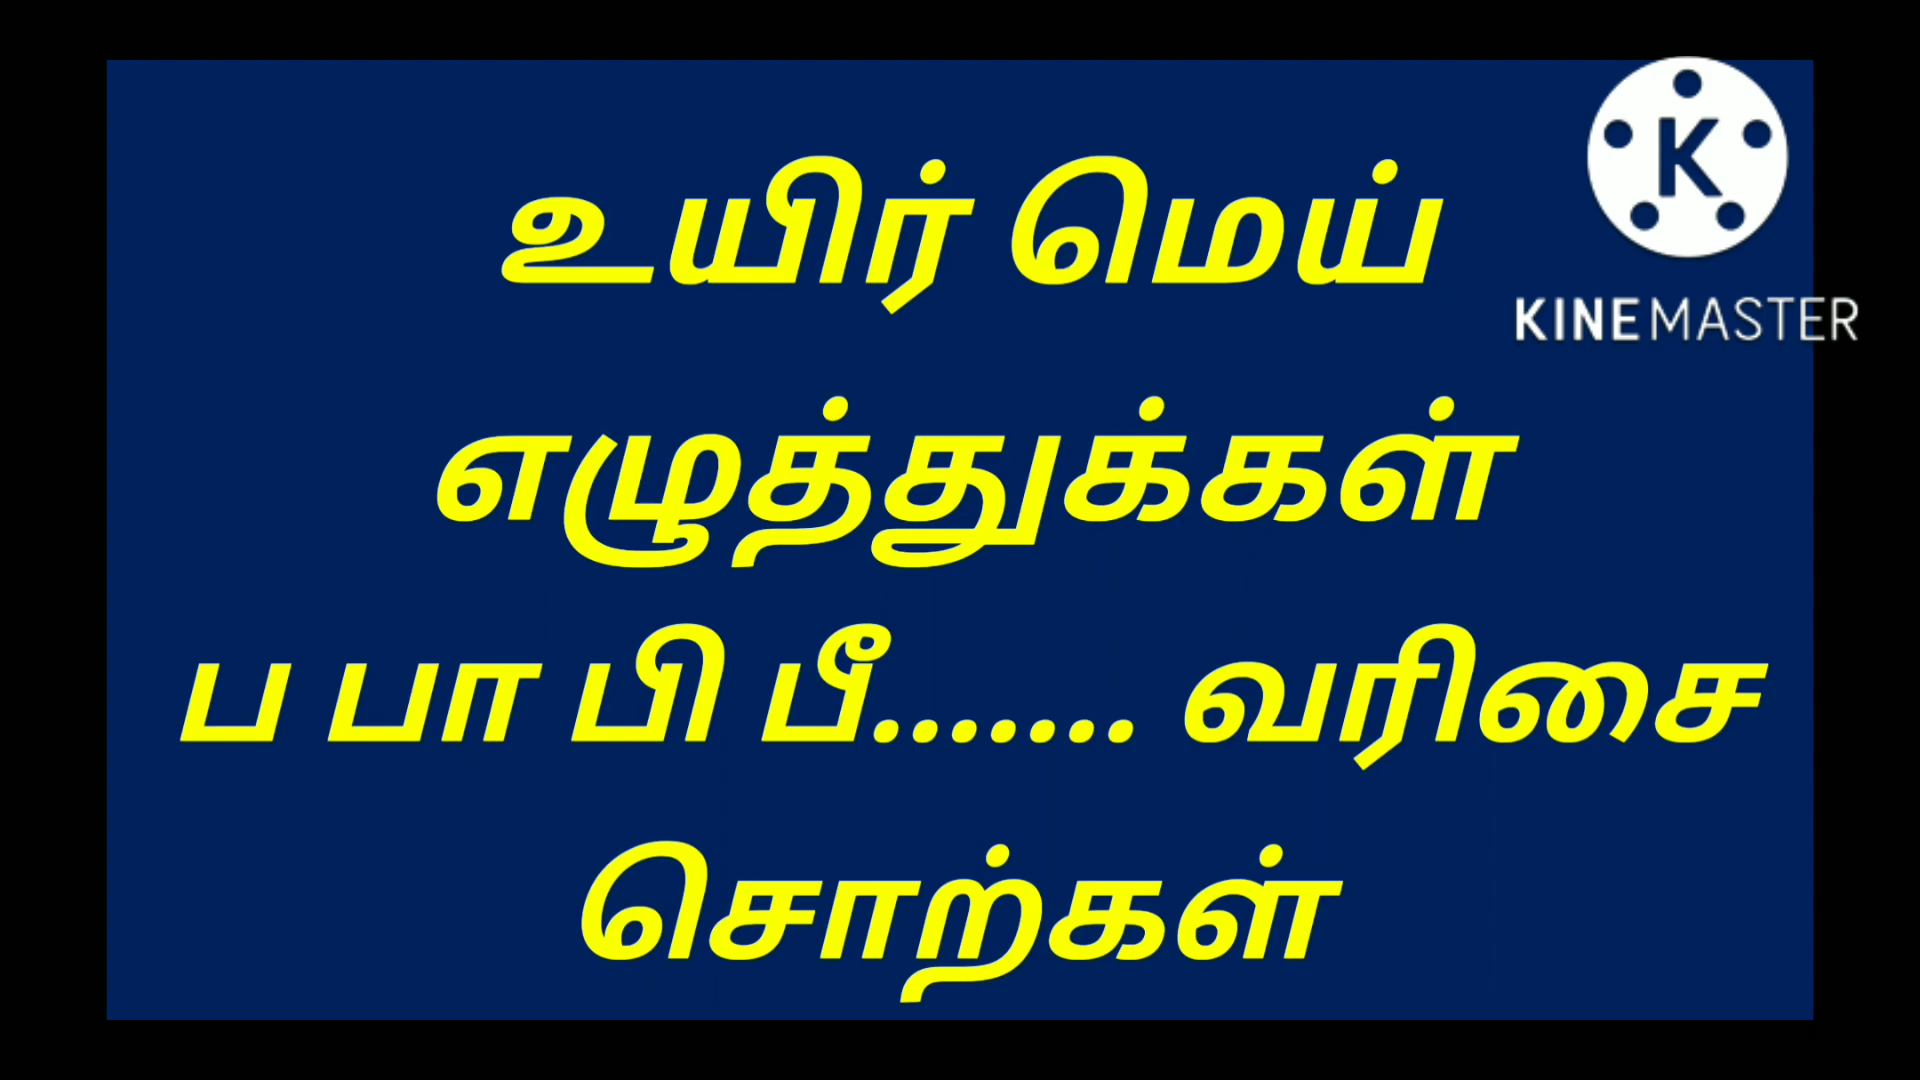 உயிர் மெய்
KINEMASTER
எழுத்துக்கள்
ப பா பி பீ....... வரிசை
சொற்கள்